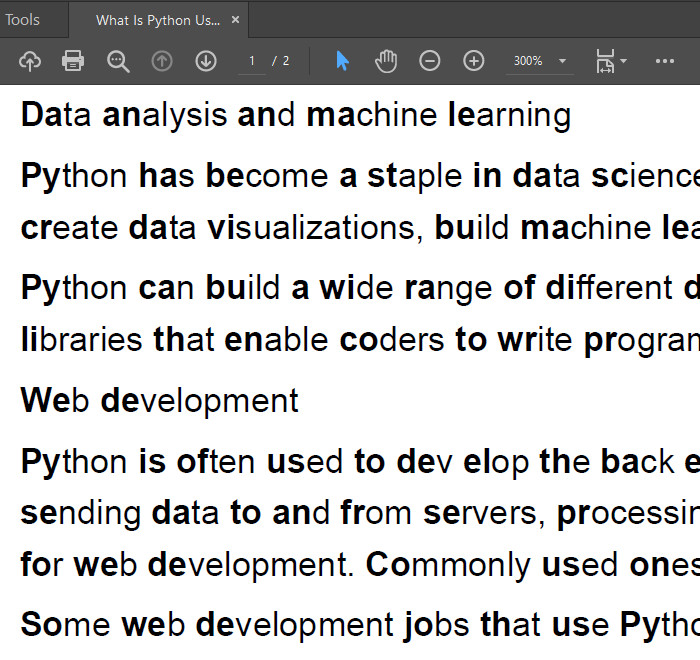 Tools What Is Python Us... ×
1 / 2 300%
Data analysis and machine learning
Python has become a staple in data science
create data visualizations, build machine lea
Python can build a wide range of different d
libraries that enable coders to write program
Web development
Python is often used to dev elop the back e
sending data to and from servers, processin
for web development. Commonly used ones
Some web development jobs that use Pytho